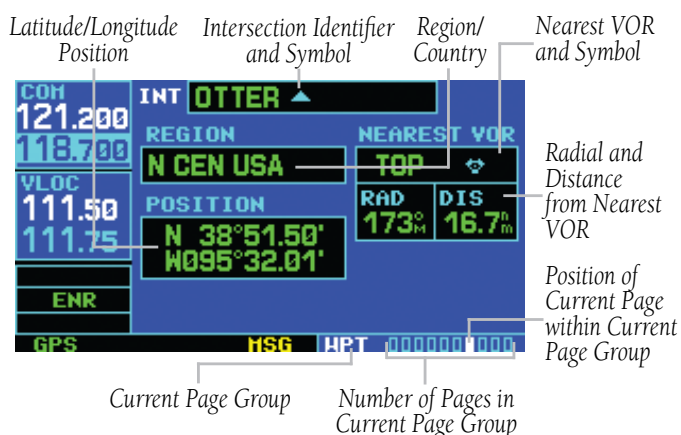 Latitude/Longitude
Position
Intersection Identifier
and Symbol
Region/
Country
Nearest VOR
and Symbol
COM
121.200
118.700
INT OTTER
REGION
N CEN USA
NEAREST VOR
TOP
RAD
173°M
DIS
16.7nm
VLOC
111.50
111.75
POSITION
N 38°51.50'
W095°32.01'
ENR
GPS
MSG
WPT
Radial and
Distance
from Nearest
VOR
Position of
Current Page
within Current
Page Group
Current Page Group
Number of Pages in
Current Page Group